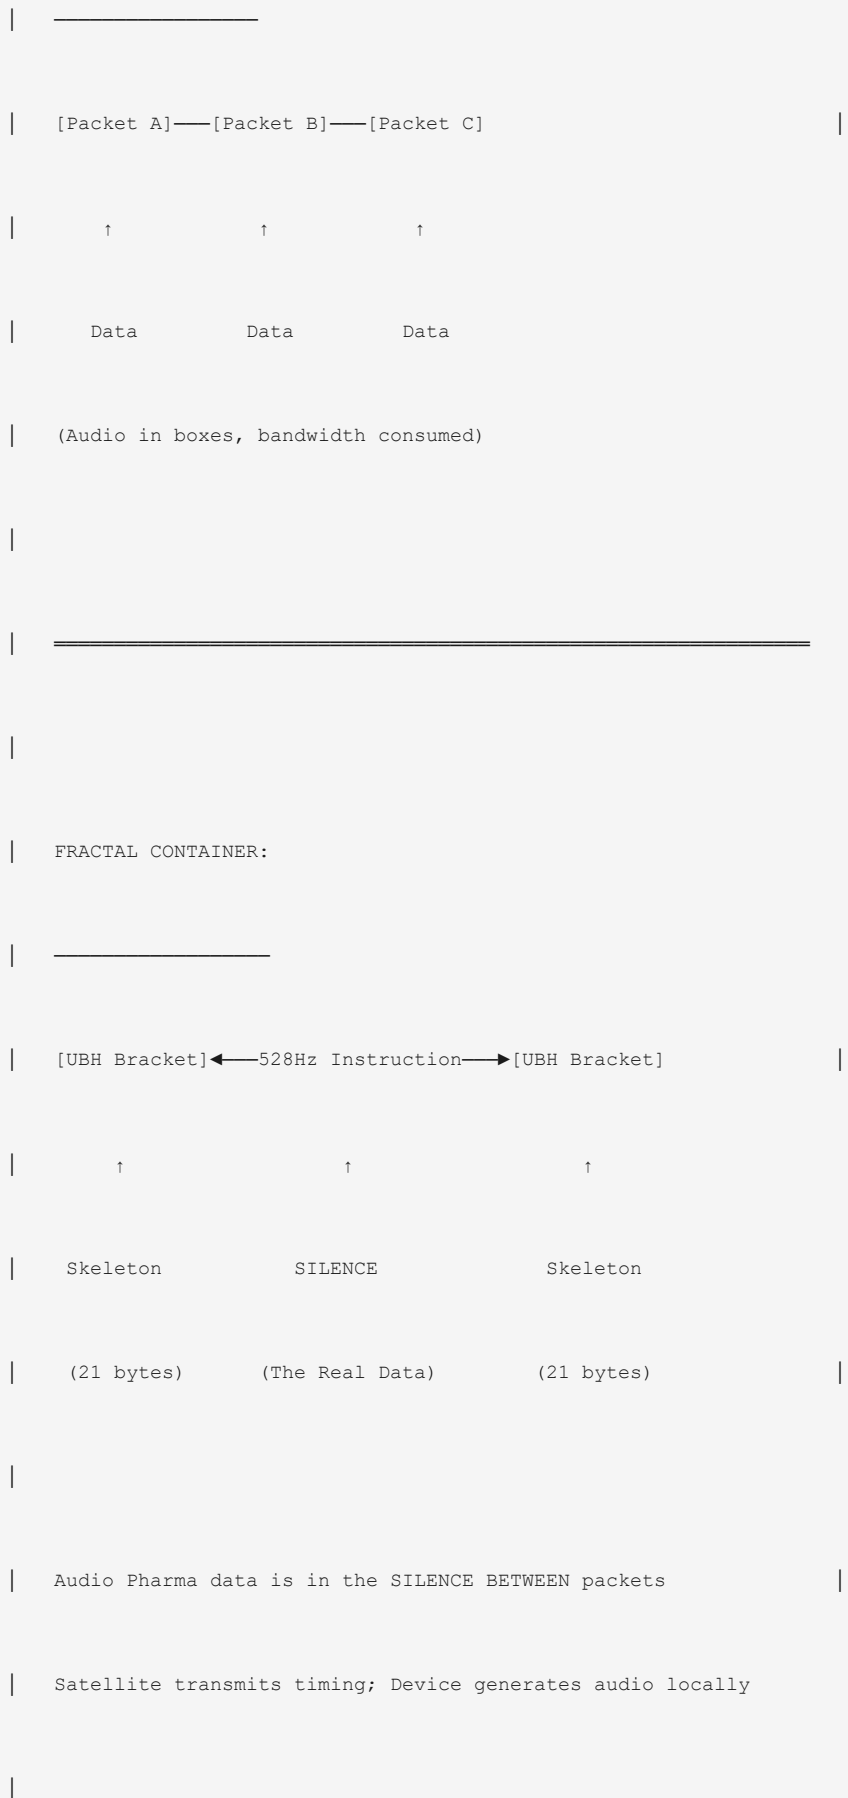 │   ─────────────────
│   [Packet A]───[Packet B]───[Packet C]                              │
│       ↑            ↑            ↑
│      Data         Data         Data
│   (Audio in boxes, bandwidth consumed)
│
│   ═══════════════════════════════════════════════════════════════
│
│   FRACTAL CONTAINER:
│   ──────────────────
│   [UBH Bracket]◄───528Hz Instruction───►[UBH Bracket]               │
│        ↑                  ↑                   ↑
│    Skeleton           SILENCE              Skeleton
│    (21 bytes)      (The Real Data)        (21 bytes)                │
│
│   Audio Pharma data is in the SILENCE BETWEEN packets               │
│   Satellite transmits timing; Device generates audio locally
│